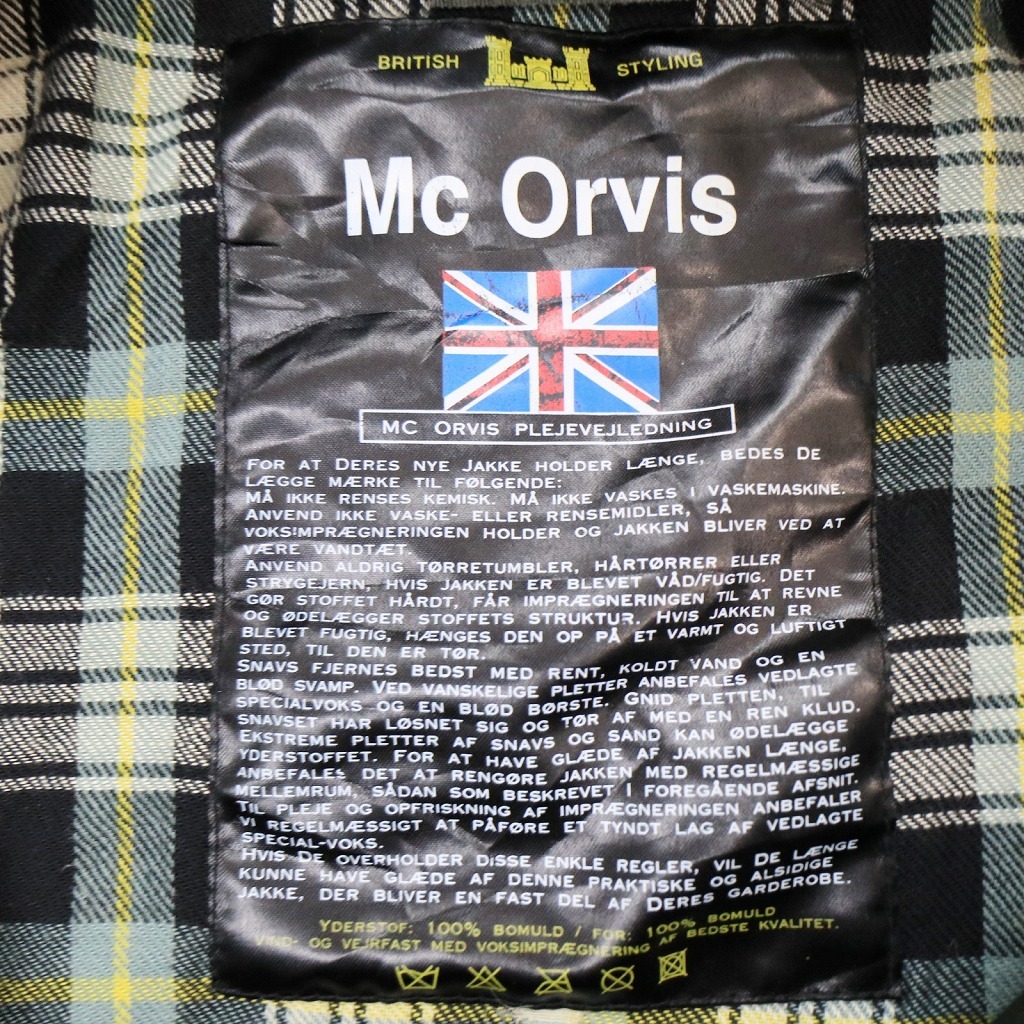 BRITISH STYLING
Mc Orvis
MC ORVIS PLEJEVEJLEDNING
FOR AT DERES NYE JAKKE HOLDER LÆNGE, BEDES DE
LÆGGE MÆRKE TIL FØLGENDE:
MÅ IKKE RENSES KEMISK. MÅ IKKE VASKES I VASKEMASKINE.
ANVEND IKKE VASKE- ELLER RENSEMIDLER, SÅ
VOKSIMPRÆGNERINGEN HOLDER OG JAKKEN BLIVER VED AT
VÆRE VANDTÆT.
ANVEND ALDRIG TØRRETUMBLER, HÅRTØRRER ELLER
STRYGEJERN, HVIS JAKKEN ER BLEVET VÅD/FUGTIG. DET
GØR STOFFET HÅRDT, FÅR IMPRÆGNERINGEN TIL AT REVNE
OG ØDELÆGGER STOFFETS STRUKTUR. HVIS JAKKEN ER
BLEVET FUGTIG, HÆNGES DEN OP PÅ ET VARMT OG LUFTIGT
STED, TIL DEN ER TØR.
SNAVS FJERNES BEDST MED RENT, KOLDT VAND OG EN
BLØD SVAMP. VED VANSKELIGE PLETTER ANBEFALES VEDLAGTE
SPECIALVOKS OG EN BLØD BØRSTE. GNID PLETTEN, TIL
SNAVSET HAR LØSNET SIG OG TØR AF MED EN REN KLUD.
EKSTREME PLETTER AF SNAVS OG SAND KAN ØDELÆGGE
YDERSTOFFET. FOR AT HAVE GLÆDE AF JAKKEN LÆNGE,
ANBEFALES DET AT RENGØRE JAKKEN MED REGELMÆSSIGE
MELLEMRUM, SÅDAN SOM BESKREVET I FOREGÅENDE AFSNIT.
TIL PLEJE OG OPFRISKNING AF IMPRÆGNERINGEN ANBEFALER
VI REGELMÆSSIGT AT PÅFØRE ET TYNDT LAG AF VEDLAGTE
SPECIAL-VOKS.
HVIS DE OVERHOLDER DISSE ENKLE REGLER, VIL DE LÆNGE
KUNNE HAVE GLÆDE AF DENNE PRAKTISKE OG ALSIDIGE
JAKKE, DER BLIVER EN FAST DEL AF DERES GARDEROBE.
YDERSTOF: 100% BOMULD / FOR: 100% BOMULD
VIND- OG VEJRFAST MED VOKSIMPRÆGNERING AF BEDSTE KVALITET.